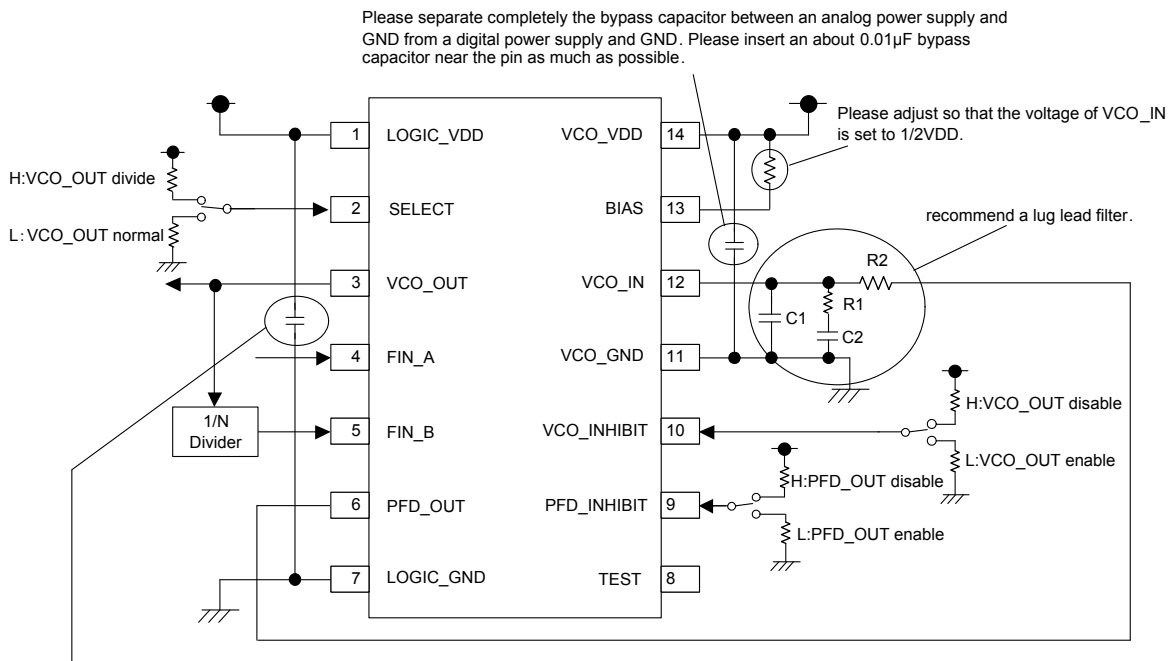 Please separate completely the bypass capacitor between an analog power supply and
GND from a digital power supply and GND. Please insert an about 0.01µF bypass
capacitor near the pin as much as possible.
Please adjust so that the voltage of VCO_IN
is set to 1/2VDD.
1 LOGIC_VDD VCO_VDD 14
H:VCO_OUT divide
2 SELECT BIAS 13
L:VCO_OUT normal
recommend a lug lead filter.
R2
3 VCO_OUT VCO_IN 12
R1
C1
C2
4 FIN_A VCO_GND 11
1/N
Divider
5 FIN_B VCO_INHIBIT 10
H:VCO_OUT disable
L:VCO_OUT enable
H:PFD_OUT disable
6 PFD_OUT PFD_INHIBIT 9
L:PFD_OUT enable
7 LOGIC_GND TEST 8